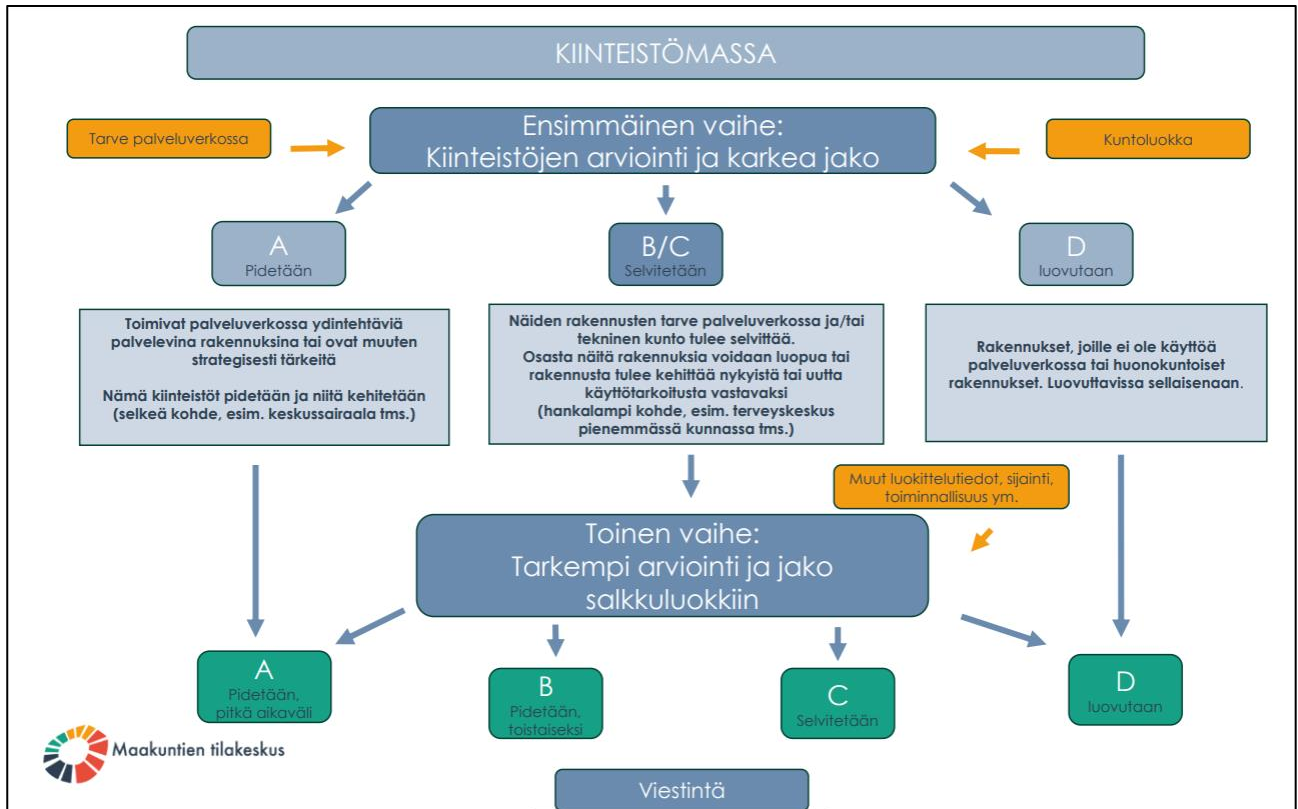 KIINTEISTÖMASSA
Tarve palveluverkossa
Ensimmäinen vaihe:
Kiinteistöjen arviointi ja karkea jako
Kuntoluokka
A
Pidetään
B/C
Selvitetään
D
luovutaan
Toimivat palveluverkossa ydintehtäviä
palvelevina rakennuksina tai ovat muuten
strategisesti tärkeitä
Nämä kiinteistöt pidetään ja niitä kehitetään
(selkeä kohde, esim. keskussairaala tms.)
Näiden rakennusten tarve palveluverkossa ja/tai
tekninen kunto tulee selvittää.
Osasta näitä rakennuksia voidaan luopua tai
rakennusta tulee kehittää nykyistä tai uutta
käyttötarkoitusta vastavaksi
(hankalampi kohde, esim. terveyskeskus
pienemmässä kunnassa tms.)
Rakennukset, joille ei ole käyttöä
palveluverkossa tai huonokuntoiset
rakennukset. Luovuttavissa sellaisenaan.
Muut luokittelutiedot, sijainti,
toiminnallisuus ym.
Toinen vaihe:
Tarkempi arviointi ja jako
salkkuluokkiin
A
Pidetään,
pitkä aikaväli
B
Pidetään,
toistaiseksi
C
Selvitetään
D
luovutaan
Maakuntien tilakeskus
Viestintä